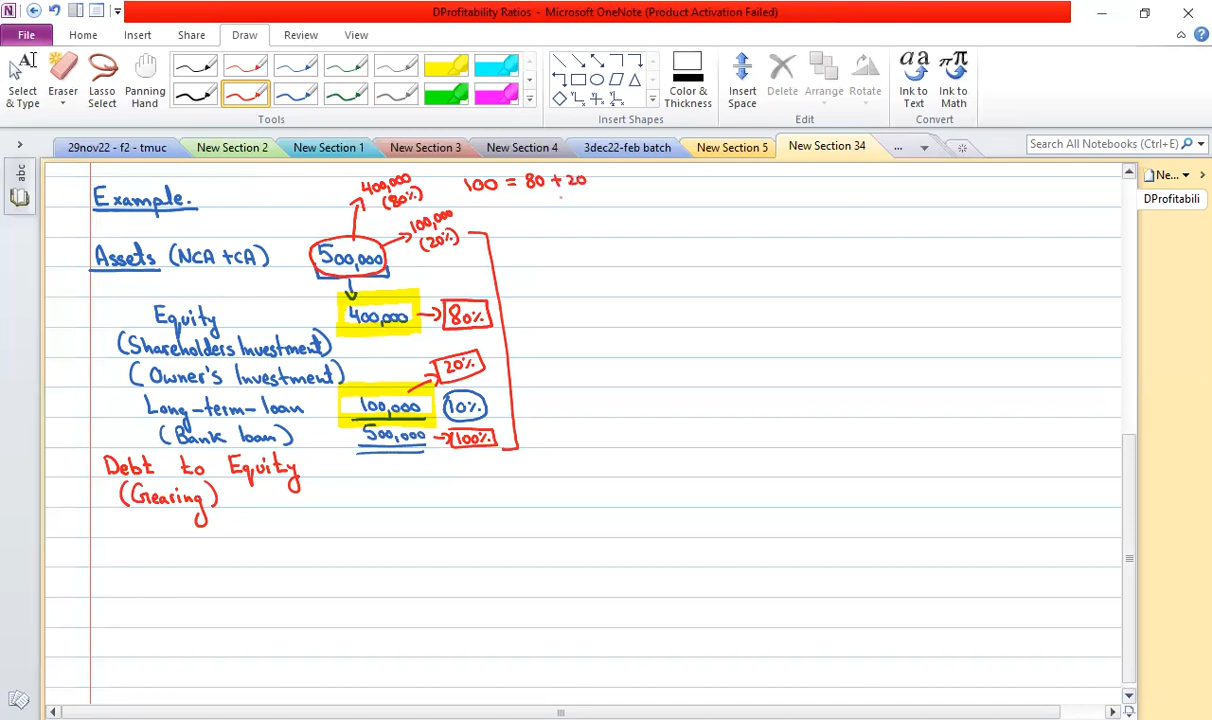 DProfitability Ratios - Microsoft OneNote (Product Activation Failed)
File Home Insert Share Draw Review View
Select & Type
Eraser
Lasso Select
Panning Hand
Color & Thickness
Insert Space
Delete
Arrange
Rotate
Ink to Text
Ink to Math
Tools
Insert Shapes
Edit
Convert
29nov22 - f2 - tmuc New Section 2 New Section 1 New Section 3 New Section 4 3dec22-feb batch New Section 5 New Section 34 ... Search All Notebooks (Ctrl+E)
abc
Ne...
DProfitabili
400,000
(80%)
100 = 80 + 20
Example.
100,000
(20%)
Assets (NCA + CA) 500,000
Equity 400,000 → 80%
(Shareholders Investment)
20%
(Owner's Investment)
Long-term-loan 100,000 10%
(Bank loan) 500,000 → 100%
Debt to Equity
(Gearing)